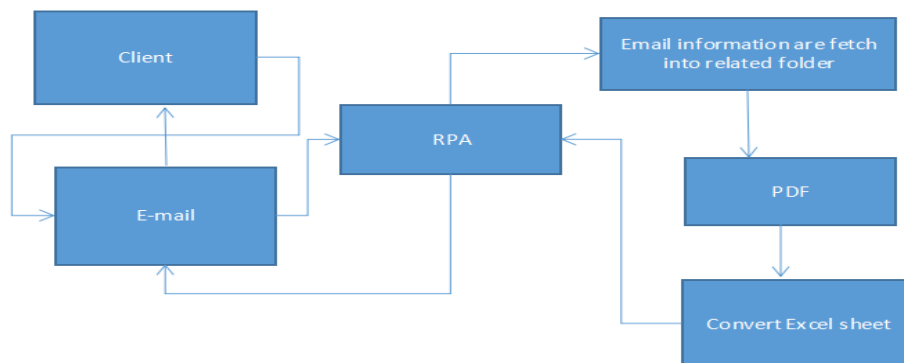 Client
Email information are fetch
into related folder
RPA
PDF
E-mail
Convert Excel sheet